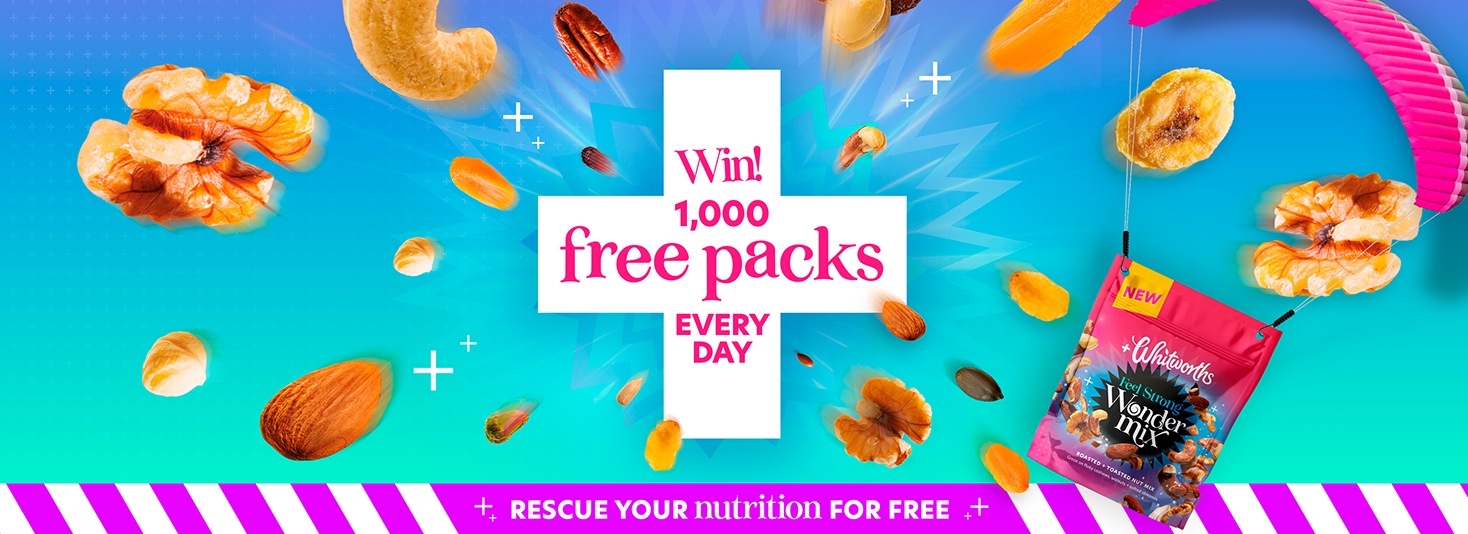 Win!
1,000
free packs
EVERY
DAY
NEW
Whitworths
Feel Strong
Wonder
mix
ROASTED + TOASTED NUT MIX
RESCUE YOUR nutrition FOR FREE